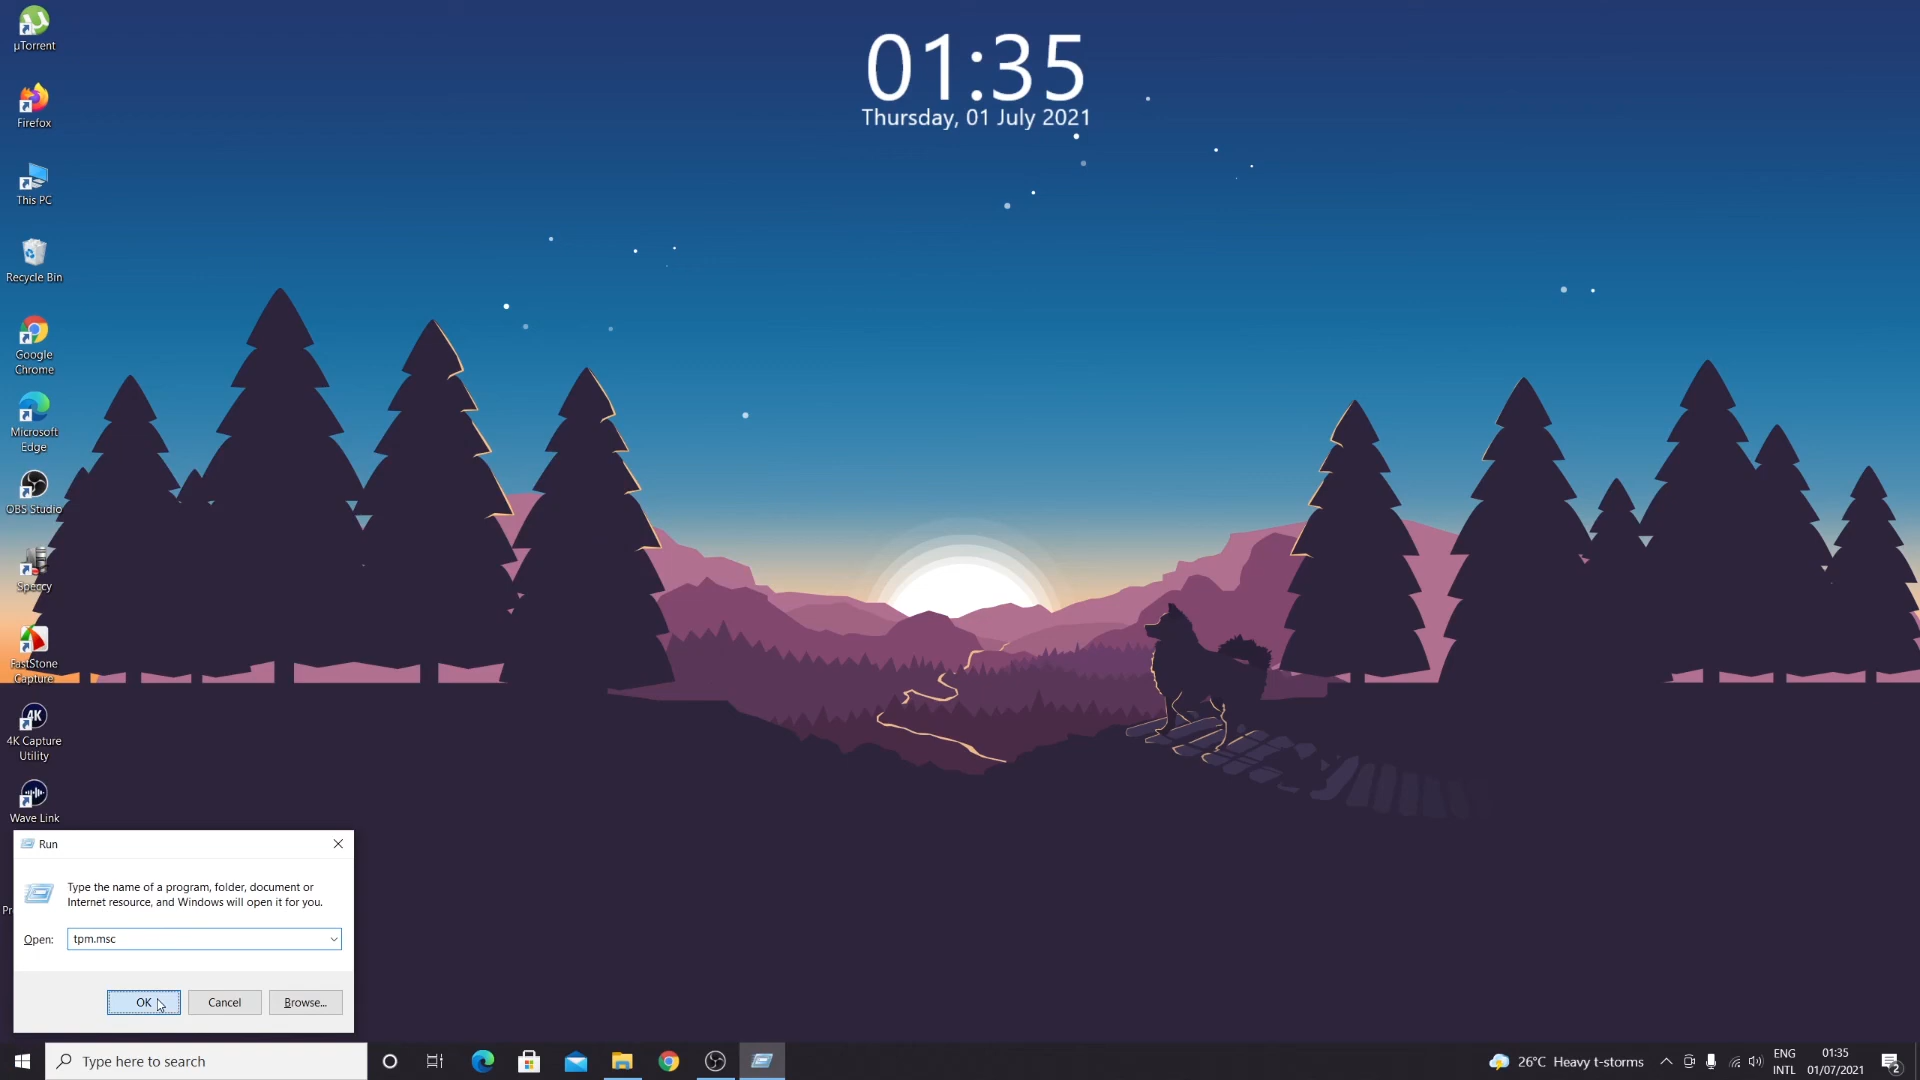 01:35
Thursday, 01 July 2021
µTorrent
Firefox
This PC
Recycle Bin
Google
Chrome
Microsoft
Edge
OBS Studio
Speccy
FastStone
Capture
4K
4K Capture
Utility
Wave Link
Run
Type the name of a program, folder, document or
Internet resource, and Windows will open it for you.
Open:
tpm.msc
OK
Cancel
Browse...
Type here to search
26°C Heavy t-storms
ENG
INTL
01:35
01/07/2021
2